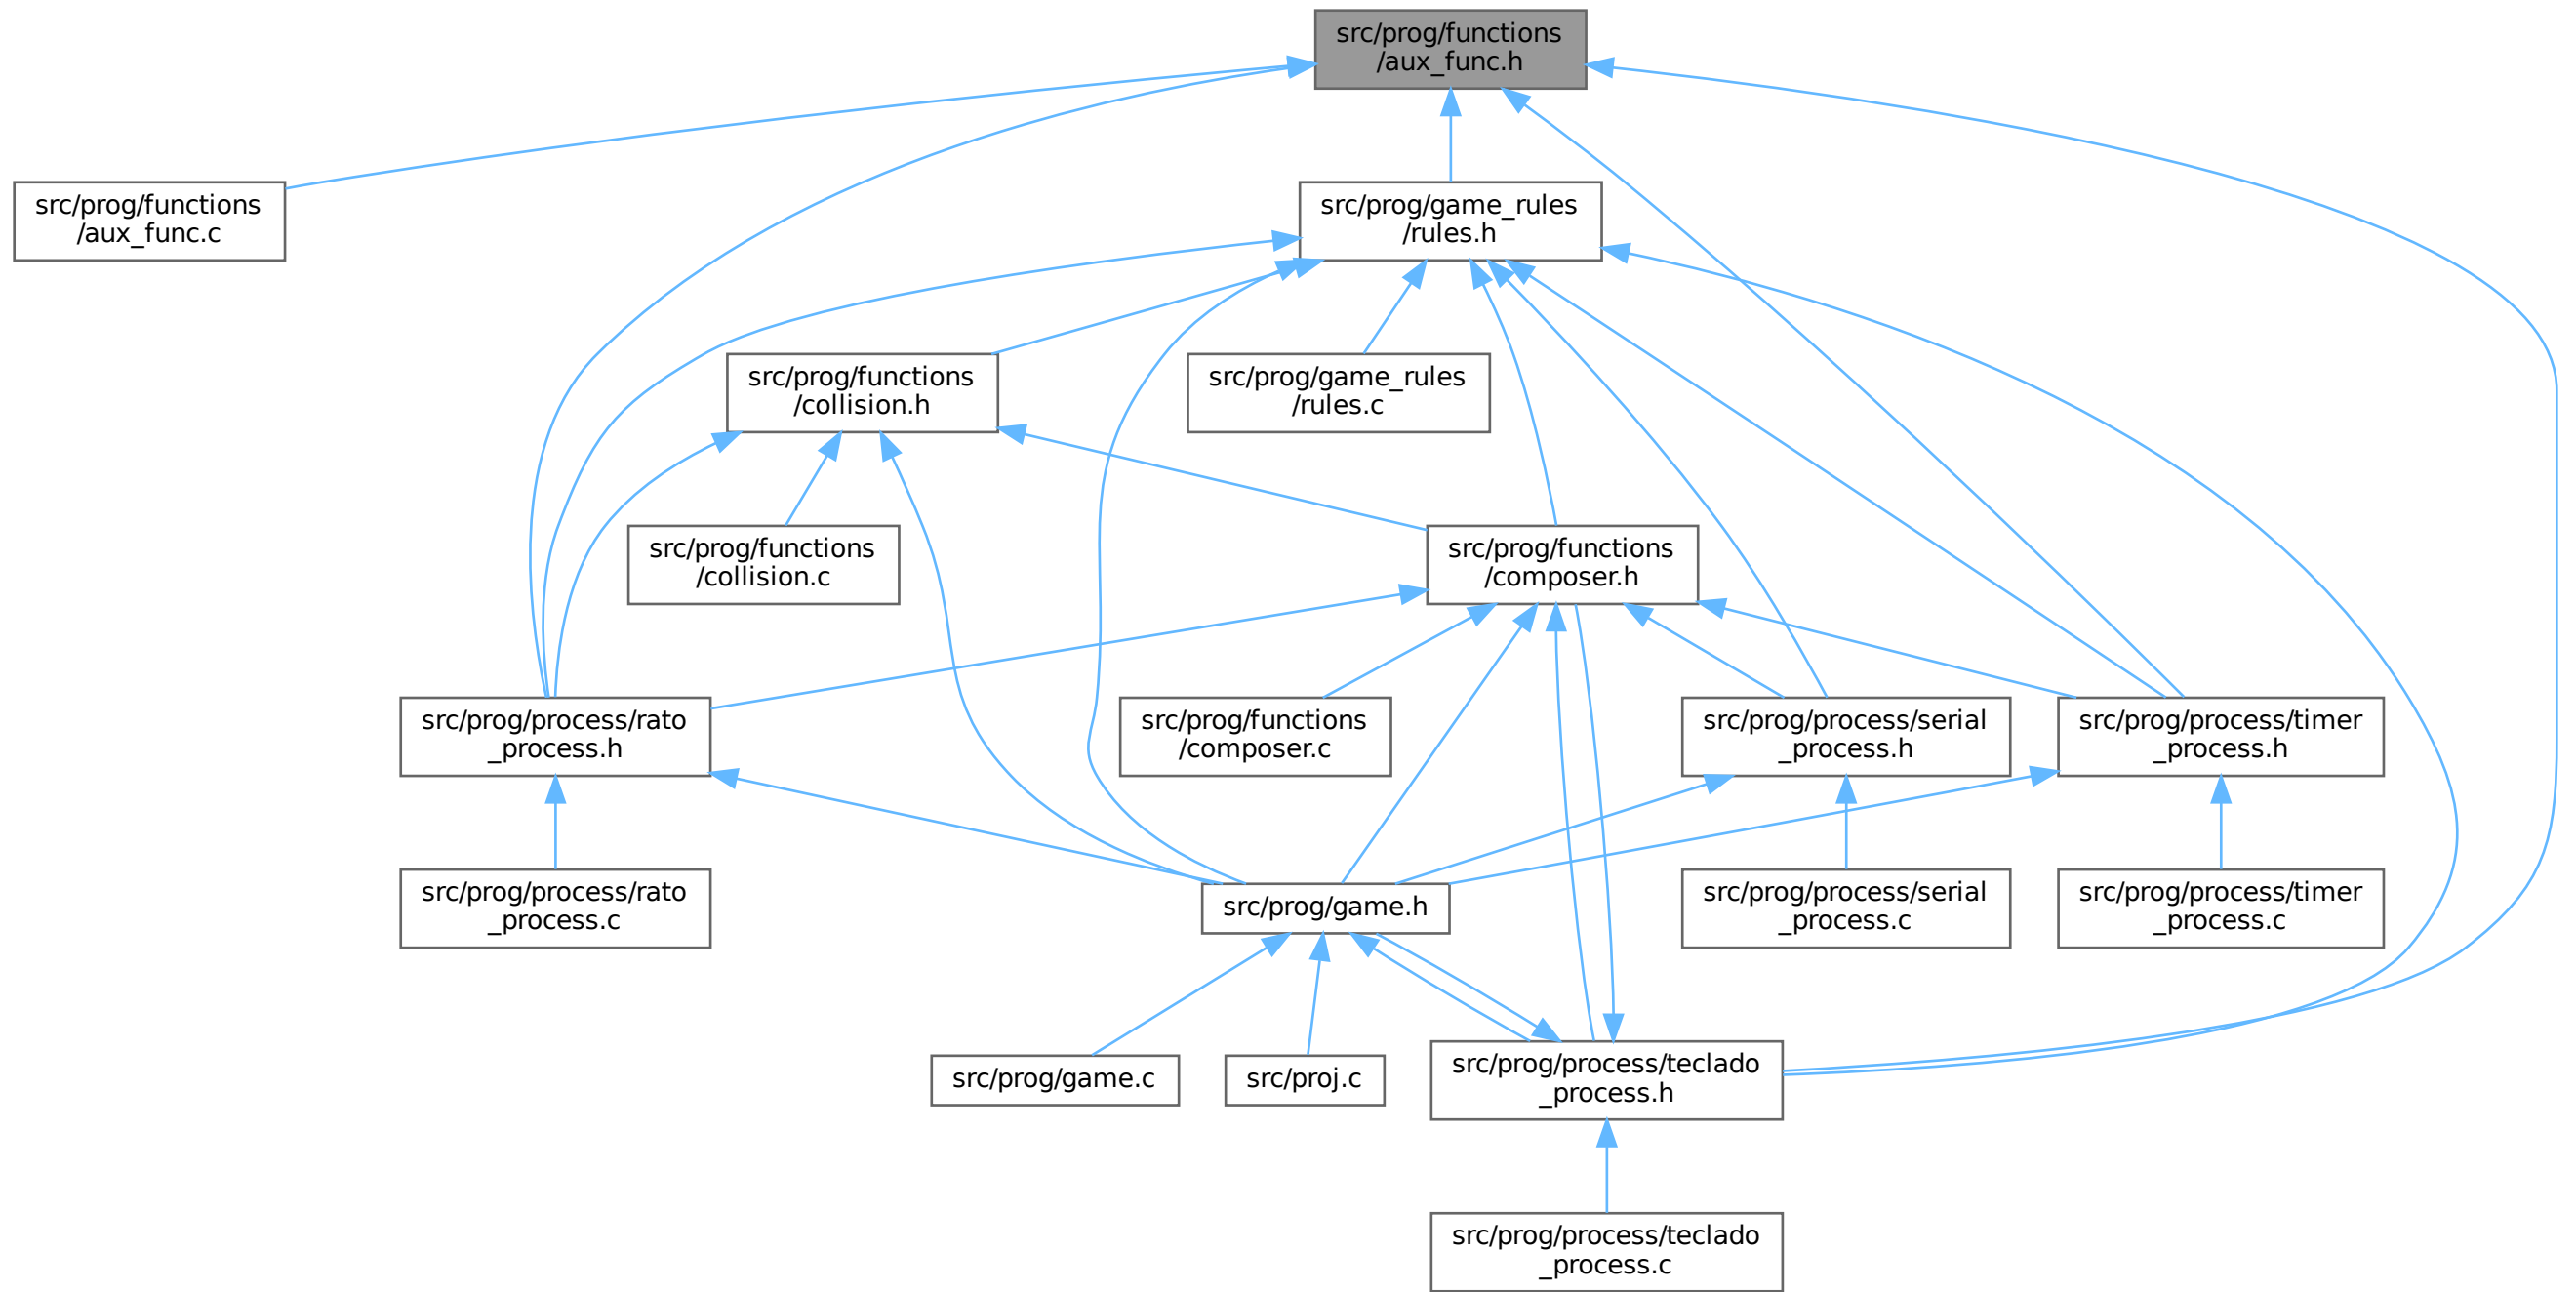 src/prog/functions
/aux_func.h
src/prog/functions
/aux_func.c
src/prog/game_rules
/rules.h
src/prog/functions
/collision.h
src/prog/game_rules
/rules.c
src/prog/functions
/collision.c
src/prog/functions
/composer.h
src/prog/process/rato
_process.h
src/prog/functions
/composer.c
src/prog/process/serial
_process.h
src/prog/process/timer
_process.h
src/prog/process/rato
_process.c
src/prog/game.h
src/prog/process/serial
_process.c
src/prog/process/timer
_process.c
src/prog/game.c
src/proj.c
src/prog/process/teclado
_process.h
src/prog/process/teclado
_process.c